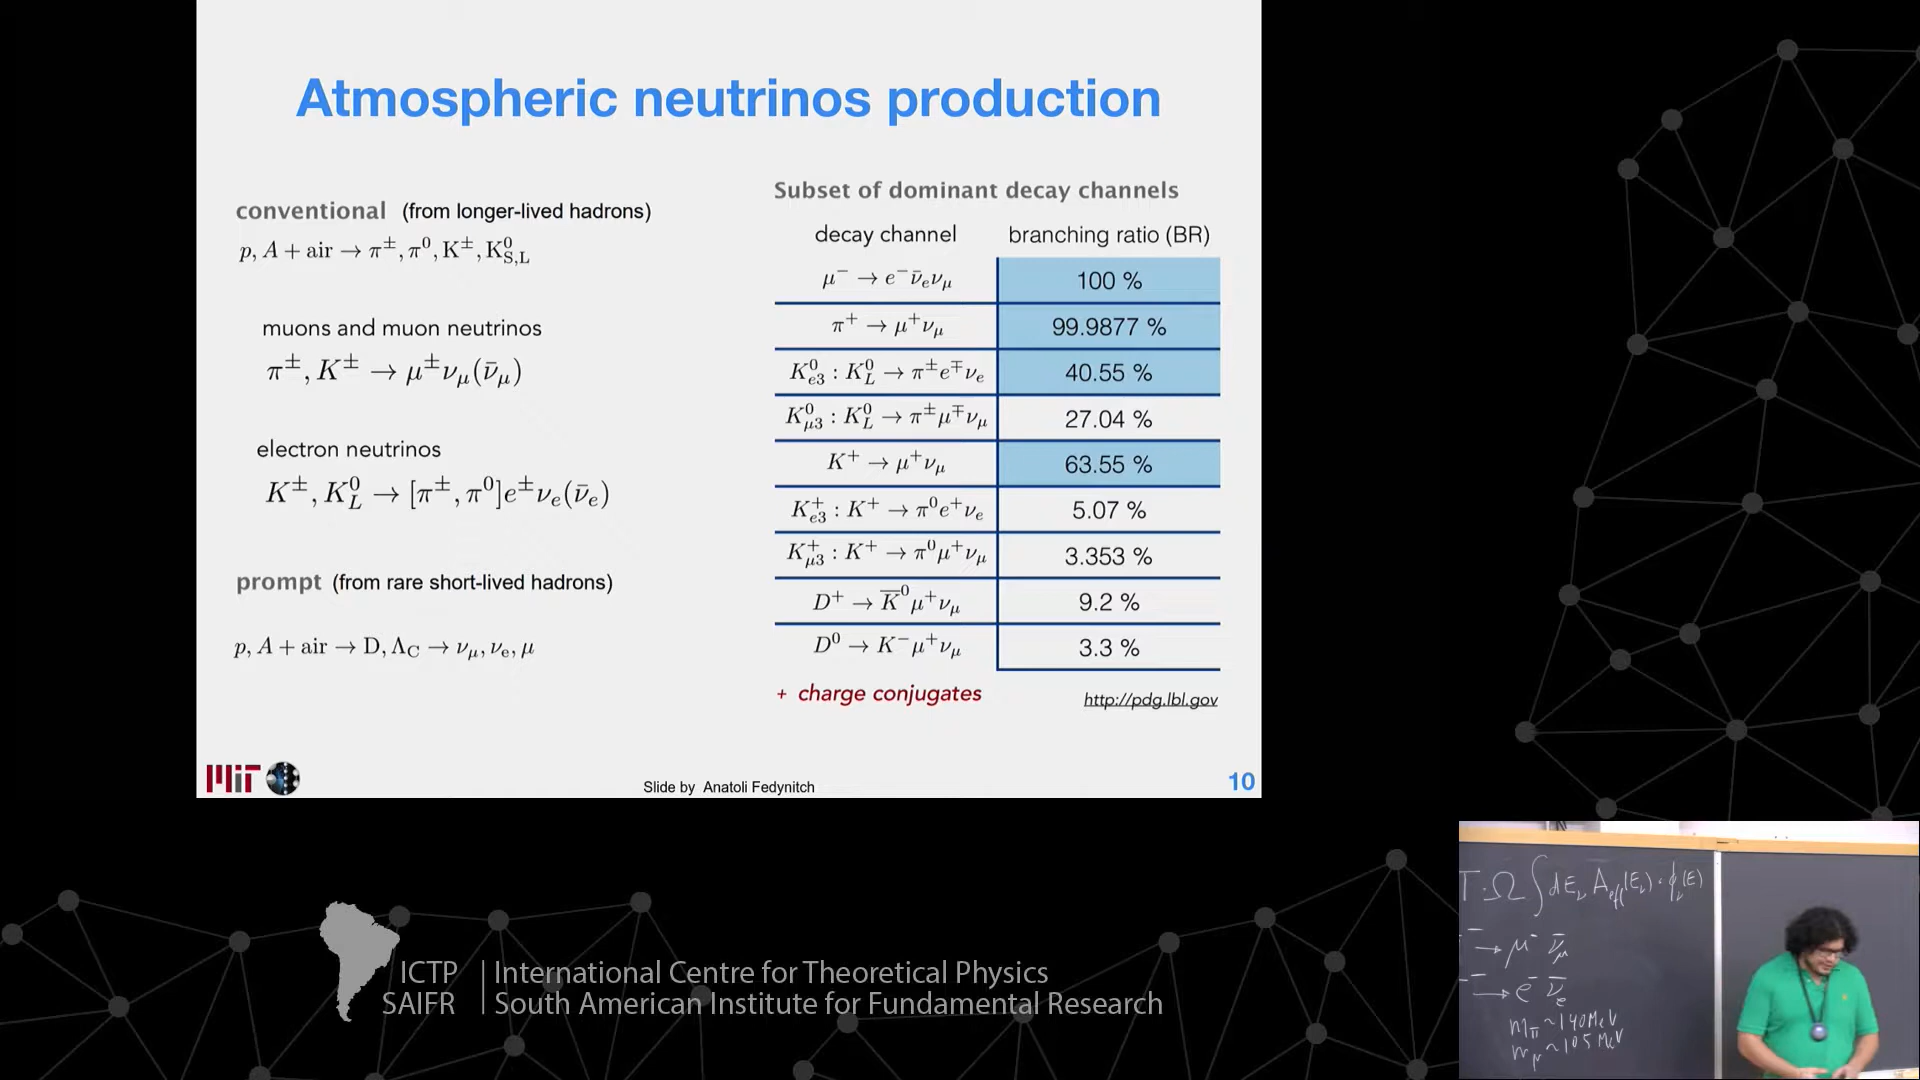 Atmospheric neutrinos production
conventional (from longer-lived hadrons)
p, A + air → π±, π⁰, K±, K⁰S,L
muons and muon neutrinos
π±, K± → μ±νμ(ν̄μ)
electron neutrinos
K±, K⁰L → [π±, π⁰]e±νe(ν̄e)
prompt (from rare short-lived hadrons)
p, A + air → D, ΛC → νμ, νe, μ
Subset of dominant decay channels
decay channel branching ratio (BR)
μ⁻ → e⁻ν̄eνμ 100 %
π⁺ → μ⁺νμ 99.9877 %
K⁰e3 : K⁰L → π±e∓νe 40.55 %
K⁰μ3 : K⁰L → π±μ∓νμ 27.04 %
K⁺ → μ⁺νμ 63.55 %
K⁺e3 : K⁺ → π⁰e⁺νe 5.07 %
K⁺μ3 : K⁺ → π⁰μ⁺νμ 3.353 %
D⁺ → K̄⁰μ⁺νμ 9.2 %
D⁰ → K⁻μ⁺νμ 3.3 %
+ charge conjugates
http://pdg.lbl.gov
MiT
Slide by Anatoli Fedynitch
10
T·Ω ∫dEν Aeff(Eν)·ϕν(E)
→ μ⁻ ν̄μ
→ e⁻ ν̄e
mπ ~140MeV
mμ ~105MeV
ICTP International Centre for Theoretical Physics
SAIFR South American Institute for Fundamental Research